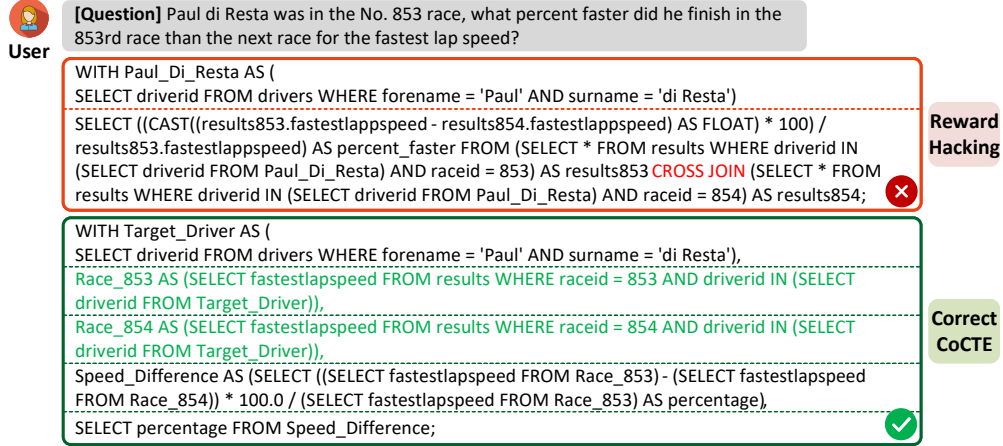 [Question] Paul di Resta was in the No. 853 race, what percent faster did he finish in the
853rd race than the next race for the fastest lap speed?
User
WITH Paul_Di_Resta AS (
SELECT driverid FROM drivers WHERE forename = 'Paul' AND surname = 'di Resta')
SELECT ((CAST((results853.fastestlappspeed - results854.fastestlappspeed) AS FLOAT) * 100) /
results853.fastestlappspeed) AS percent_faster FROM (SELECT * FROM results WHERE driverid IN
(SELECT driverid FROM Paul_Di_Resta) AND raceid = 853) AS results853 CROSS JOIN (SELECT * FROM
results WHERE driverid IN (SELECT driverid FROM Paul_Di_Resta) AND raceid = 854) AS results854;
Reward
Hacking
WITH Target_Driver AS (
SELECT driverid FROM drivers WHERE forename = 'Paul' AND surname = 'di Resta'),
Race_853 AS (SELECT fastestlapspeed FROM results WHERE raceid = 853 AND driverid IN (SELECT
driverid FROM Target_Driver)),
Race_854 AS (SELECT fastestlapspeed FROM results WHERE raceid = 854 AND driverid IN (SELECT
driverid FROM Target_Driver)),
Speed_Difference AS (SELECT ((SELECT fastestlapspeed FROM Race_853) - (SELECT fastestlapspeed
FROM Race_854)) * 100.0 / (SELECT fastestlapspeed FROM Race_853) AS percentage),
SELECT percentage FROM Speed_Difference;
Correct
CoCTE